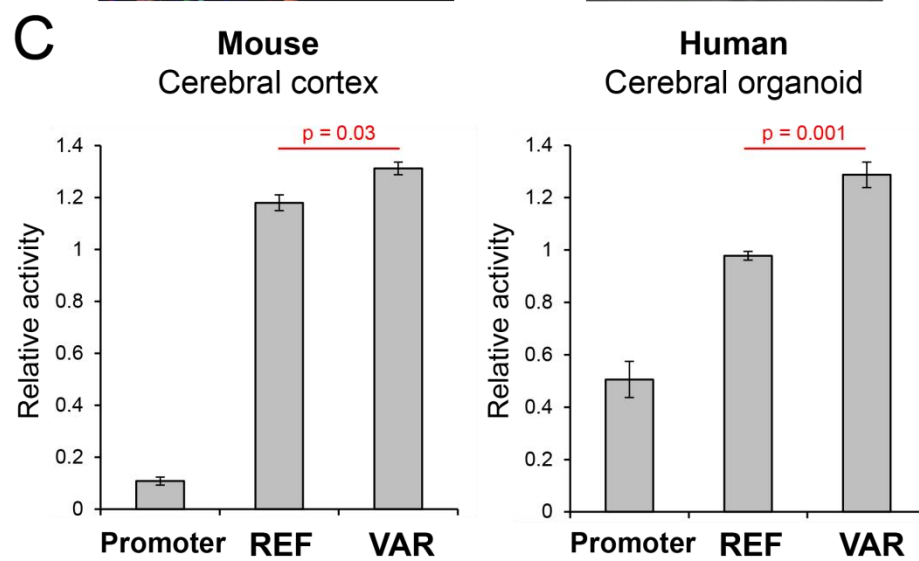 C
Mouse
Cerebral cortex
p = 0.03
1.4
1.2
1
0.8
0.6
0.4
0.2
0
Relative activity
Promoter REF VAR
Human
Cerebral organoid
p = 0.001
1.4
1.2
1
0.8
0.6
0.4
0.2
0
Relative activity
Promoter REF VAR